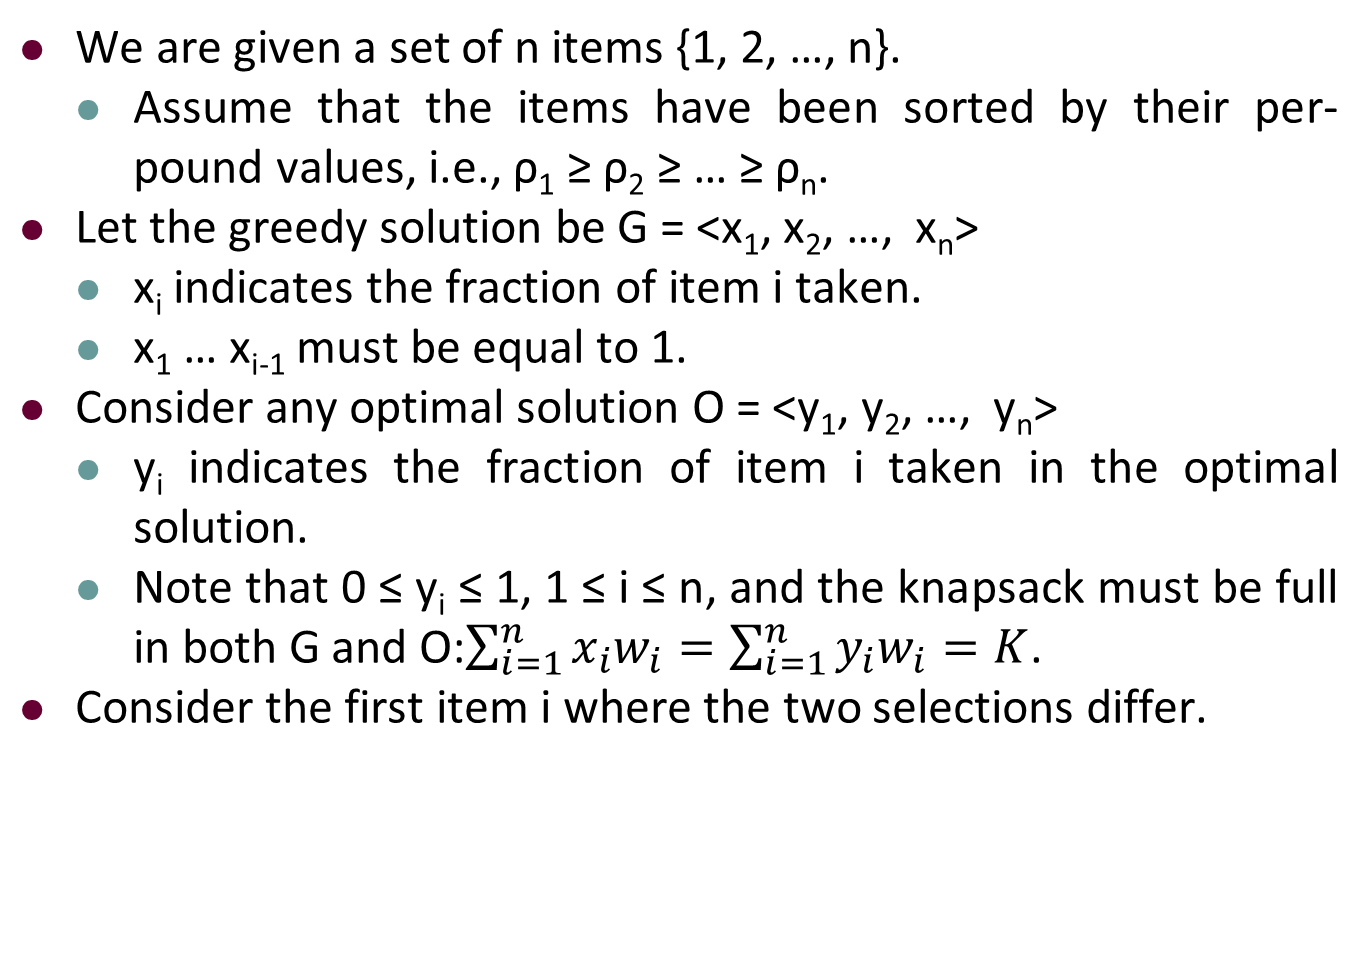 ● We are given a set of n items {1, 2, …, n}.
● Assume that the items have been sorted by their per-
pound values, i.e., ρ₁ ≥ ρ₂ ≥ … ≥ ρₙ.
● Let the greedy solution be G = <x₁, x₂, …, xₙ>
● xᵢ indicates the fraction of item i taken.
● x₁ … xᵢ₋₁ must be equal to 1.
● Consider any optimal solution O = <y₁, y₂, …, yₙ>
● yᵢ indicates the fraction of item i taken in the optimal
solution.
● Note that 0 ≤ yᵢ ≤ 1, 1 ≤ i ≤ n, and the knapsack must be full
in both G and O:∑ⁿᵢ₌₁ xᵢwᵢ = ∑ⁿᵢ₌₁ yᵢwᵢ = K.
● Consider the first item i where the two selections differ.